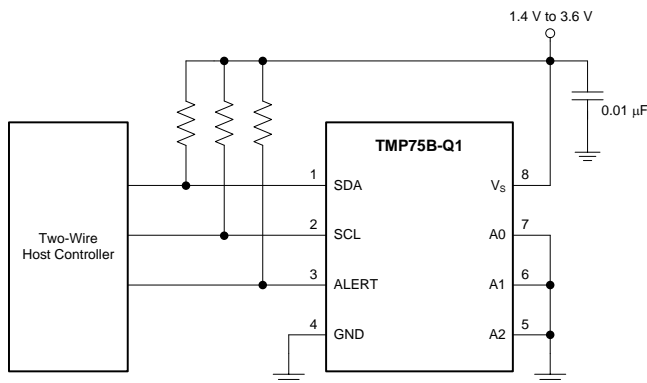 1.4 V to 3.6 V
0.01 μF
TMP75B-Q1
1
SDA
VS
8
Two-Wire
Host Controller
2
SCL
A0
7
3
ALERT
A1
6
4
GND
A2
5